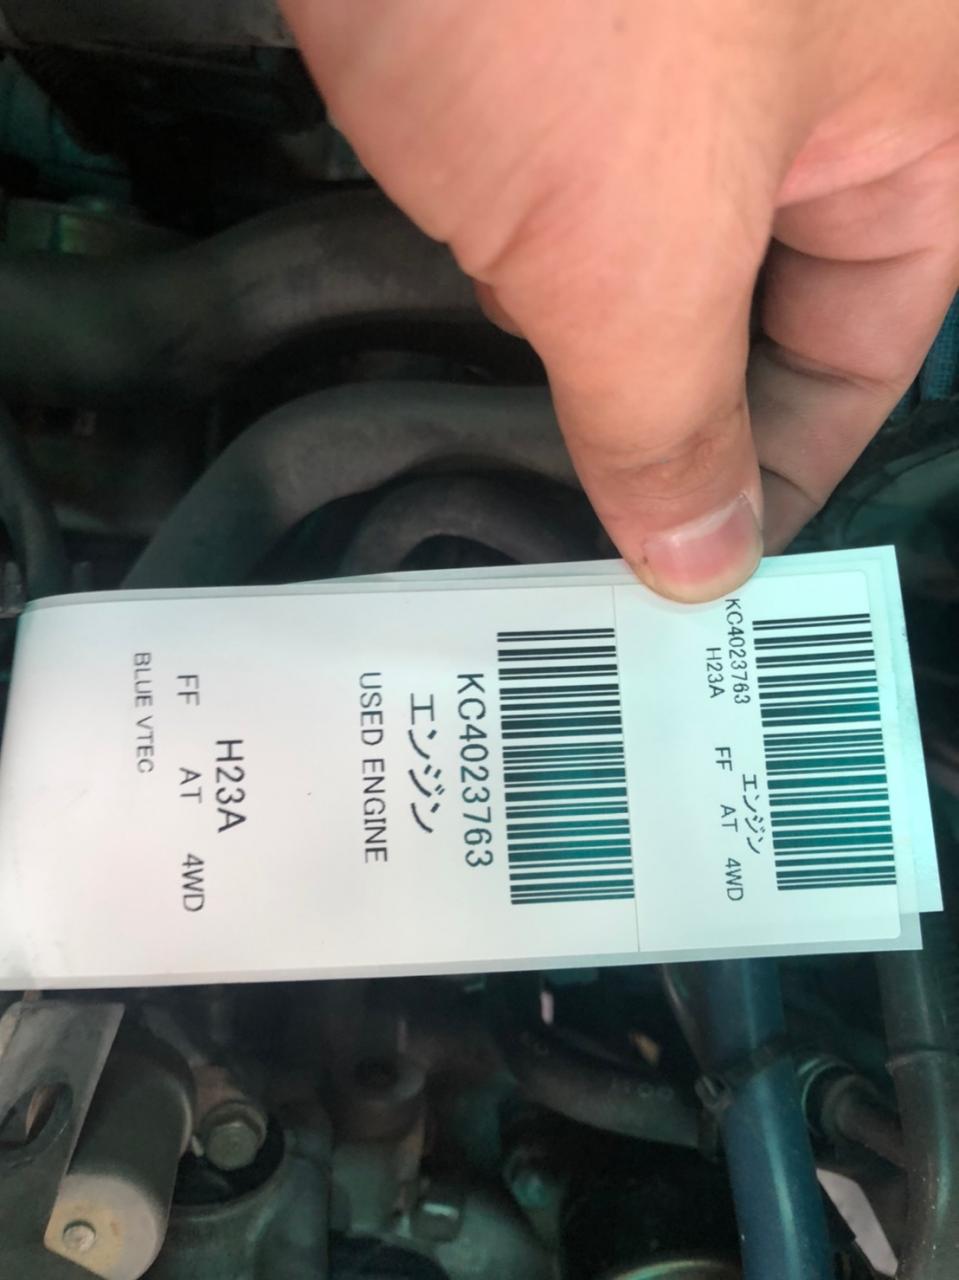 KC4023763
H23A
エンジン
FF AT 4WD
KC4023763
エンジン
USED ENGINE
H23A
FF AT 4WD
BLUE VTEC